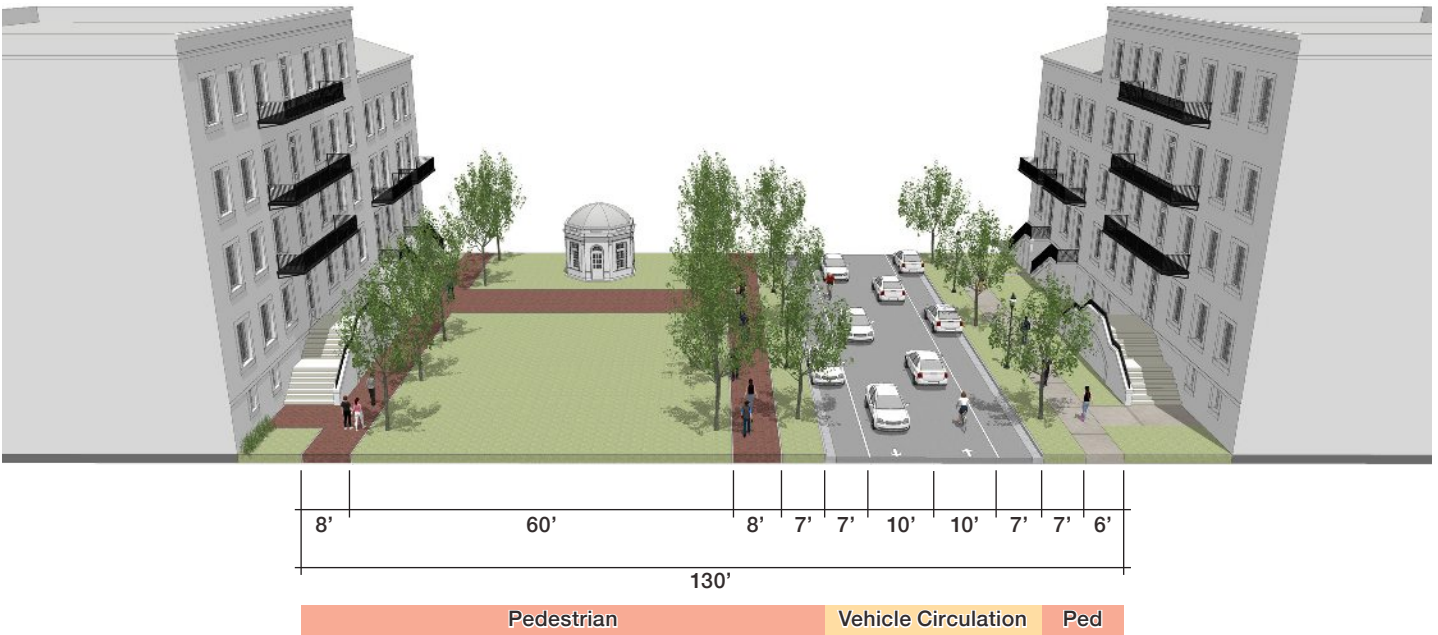 8’ 60’ 8’ 7’ 7’ 10’ 10’ 7’ 7’ 6’
130’
Pedestrian Vehicle Circulation Ped